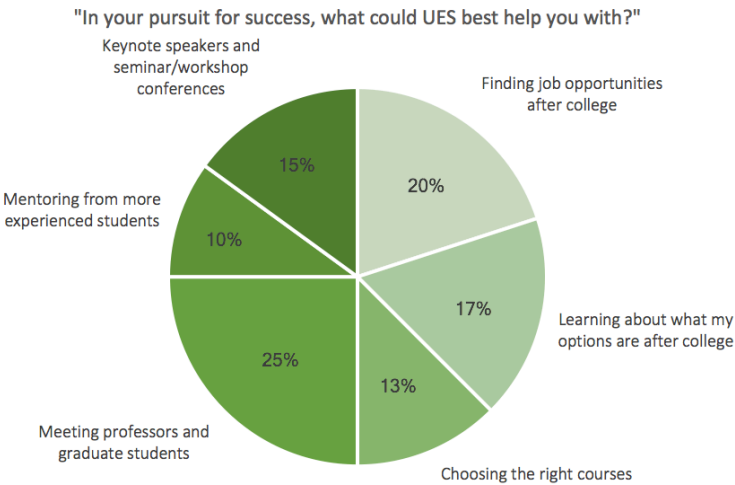 "In your pursuit for success, what could UES best help you with?"
Keynote speakers and
seminar/workshop
conferences
Finding job opportunities
after college
15%
20%
Mentoring from more
experienced students
10%
17%
Learning about what my
options are after college
25%
13%
Meeting professors and
graduate students
Choosing the right courses